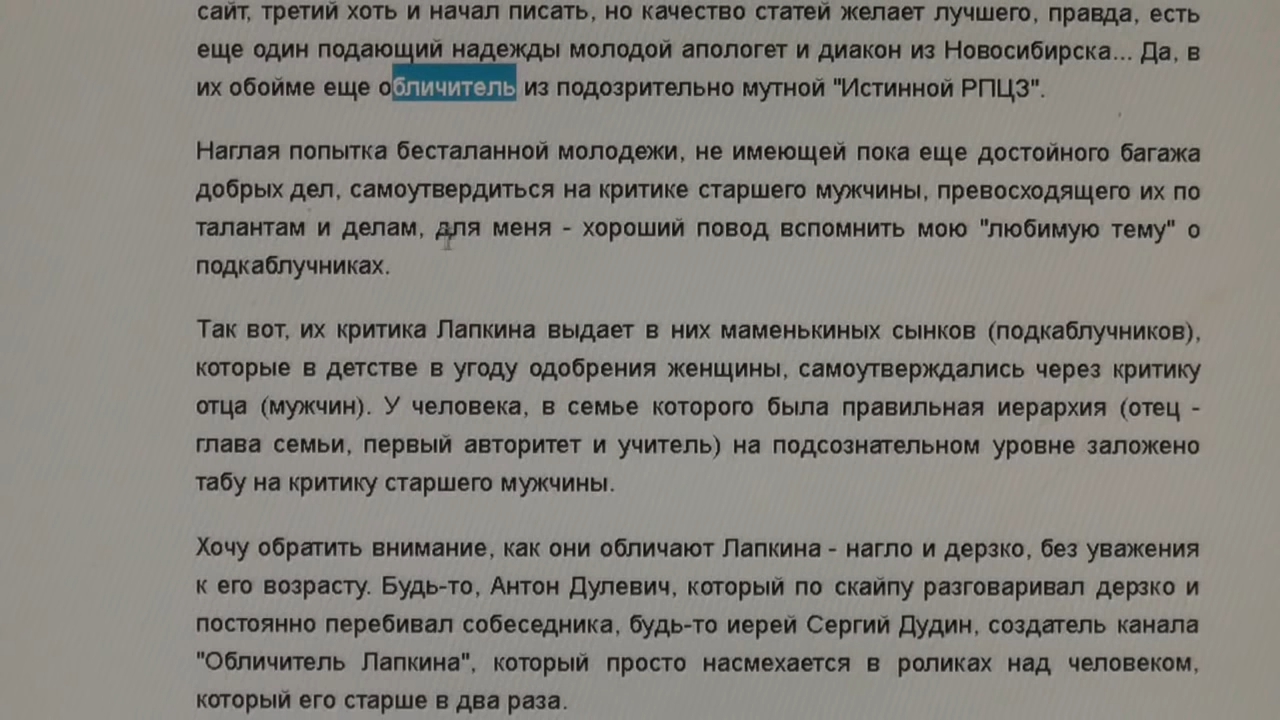 сайт, третий хоть и начал писать, но качество статей желает лучшего, правда, есть
еще один подающий надежды молодой апологет и диакон из Новосибирска... Да, в
их обойме еще обличитель из подозрительно мутной "Истинной РПЦЗ".
Наглая попытка бесталанной молодежи, не имеющей пока еще достойного багажа
добрых дел, самоутвердиться на критике старшего мужчины, превосходящего их по
талантам и делам, для меня - хороший повод вспомнить мою "любимую тему" о
подкаблучниках.
Так вот, их критика Лапкина выдает в них маменькиных сынков (подкаблучников),
которые в детстве в угоду одобрения женщины, самоутверждались через критику
отца (мужчин). У человека, в семье которого была правильная иерархия (отец -
глава семьи, первый авторитет и учитель) на подсознательном уровне заложено
табу на критику старшего мужчины.
Хочу обратить внимание, как они обличают Лапкина - нагло и дерзко, без уважения
к его возрасту. Будь-то, Антон Дулевич, который по скайпу разговаривал дерзко и
постоянно перебивал собеседника, будь-то иерей Сергий Дудин, создатель канала
"Обличитель Лапкина", который просто насмехается в роликах над человеком,
который его старше в два раза.